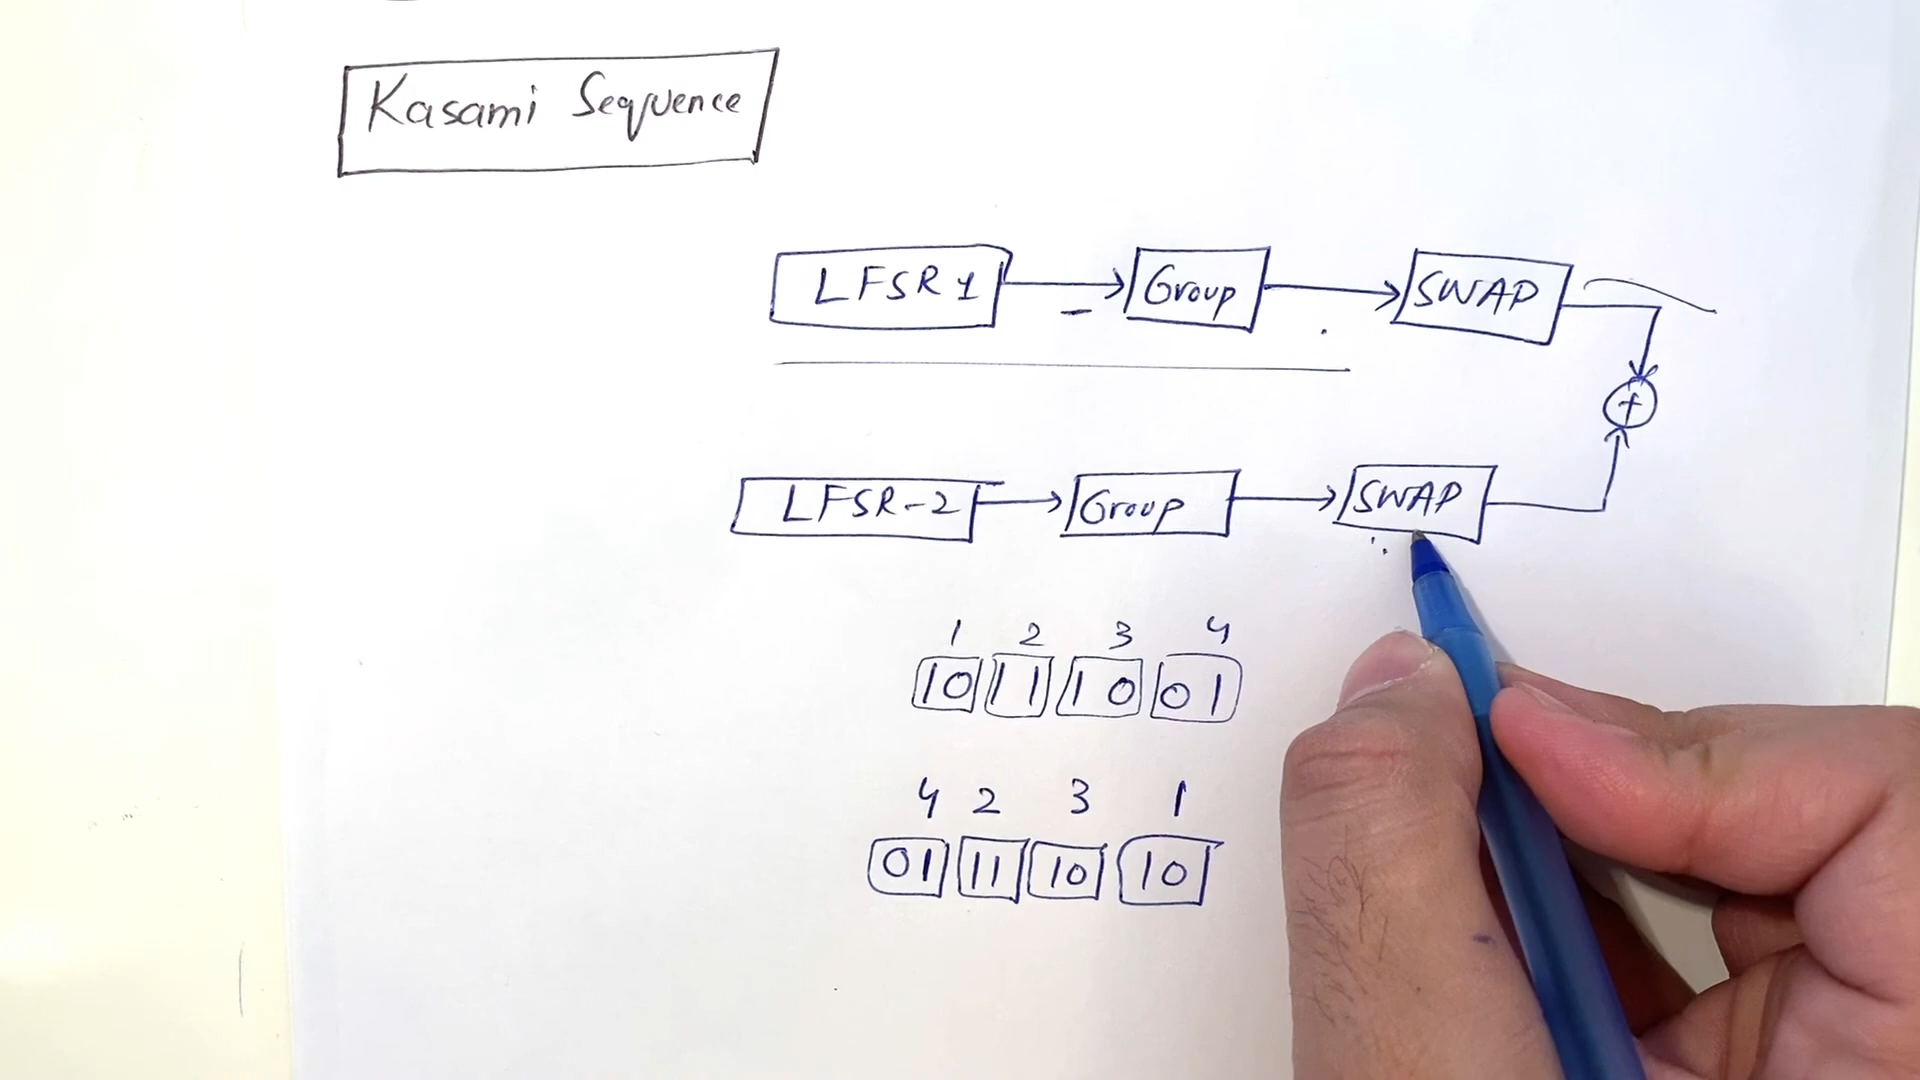 Kasami Sequence
LFSR 1 Group SWAP
+
LFSR-2 Group SWAP
1 2 3 4
10 11 10 01
4 2 3 1
01 11 10 10